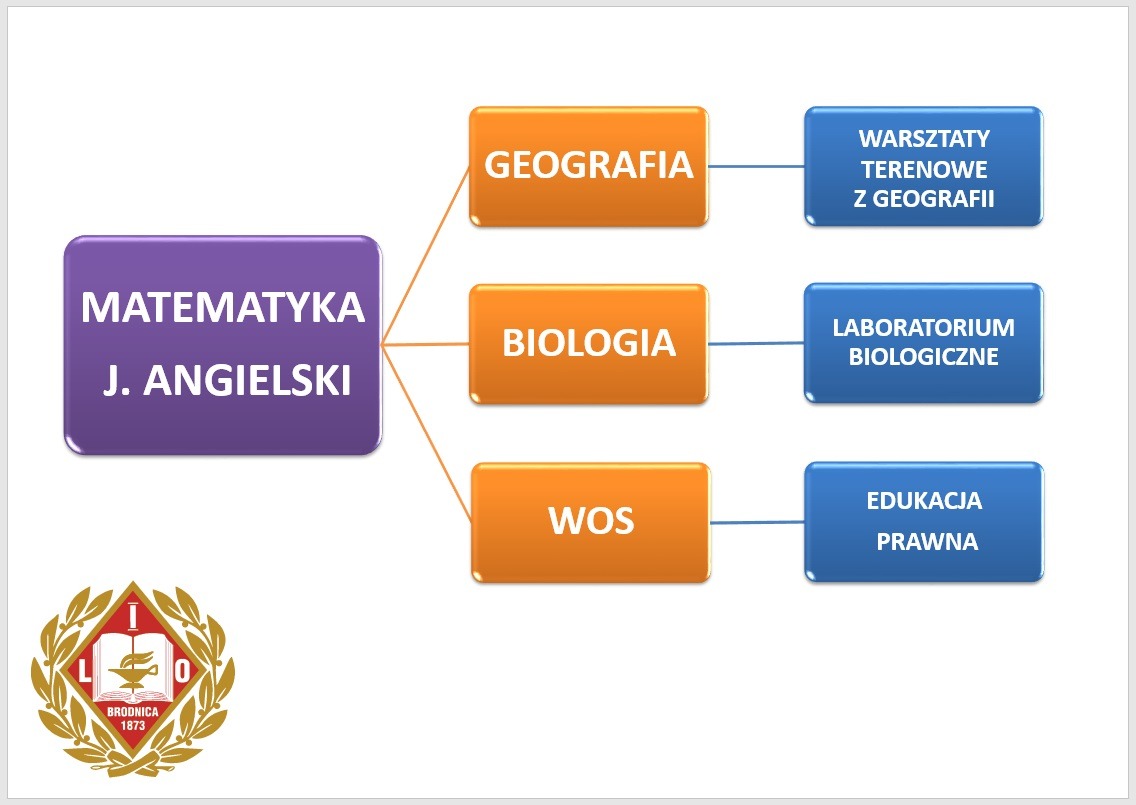 MATEMATYKA
J. ANGIELSKI
GEOGRAFIA
WARSZTATY
TERENOWE
Z GEOGRAFII
BIOLOGIA
LABORATORIUM
BIOLOGICZNE
WOS
EDUKACJA
PRAWNA
I
L O
BRODNICA
1873